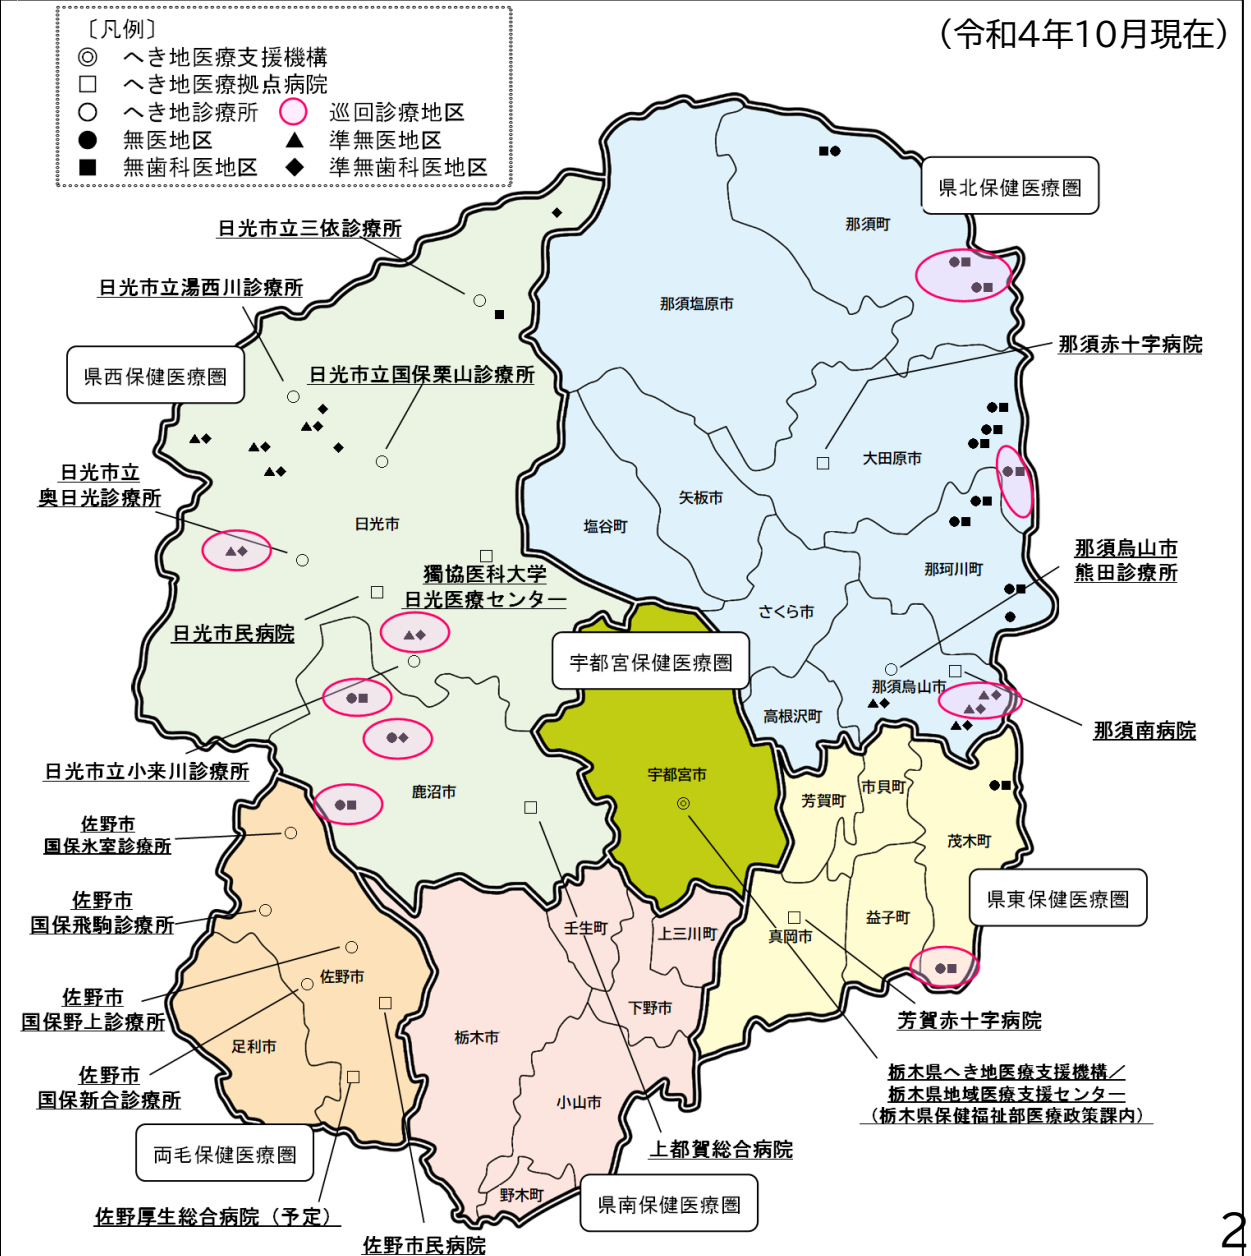 〔凡例〕
へき地医療支援機構
へき地医療拠点病院
へき地診療所
巡回診療地区
無医地区
準無医地区
無歯科医地区
準無歯科医地区
（令和4年10月現在）
県北保健医療圏
那須町
日光市立三依診療所
日光市立湯西川診療所
那須塩原市
那須赤十字病院
県西保健医療圏
日光市立国保栗山診療所
大田原市
日光市立
奥日光診療所
矢板市
塩谷町
日光市
那須烏山市
熊田診療所
獨協医科大学
日光医療センター
那珂川町
さくら市
日光市民病院
宇都宮保健医療圏
那須烏山市
高根沢町
那須南病院
日光市立小来川診療所
宇都宮市
鹿沼市
芳賀町
市貝町
茂木町
佐野市
国保氷室診療所
県東保健医療圏
佐野市
国保飛駒診療所
壬生町
上三川町
真岡市
益子町
佐野市
佐野市
国保野上診療所
下野市
芳賀赤十字病院
足利市
栃木市
佐野市
国保新合診療所
栃木県へき地医療支援機構／
栃木県地域医療支援センター
（栃木県保健福祉部医療政策課内）
小山市
両毛保健医療圏
上都賀総合病院
野木町
県南保健医療圏
佐野厚生総合病院（予定）
佐野市民病院
2